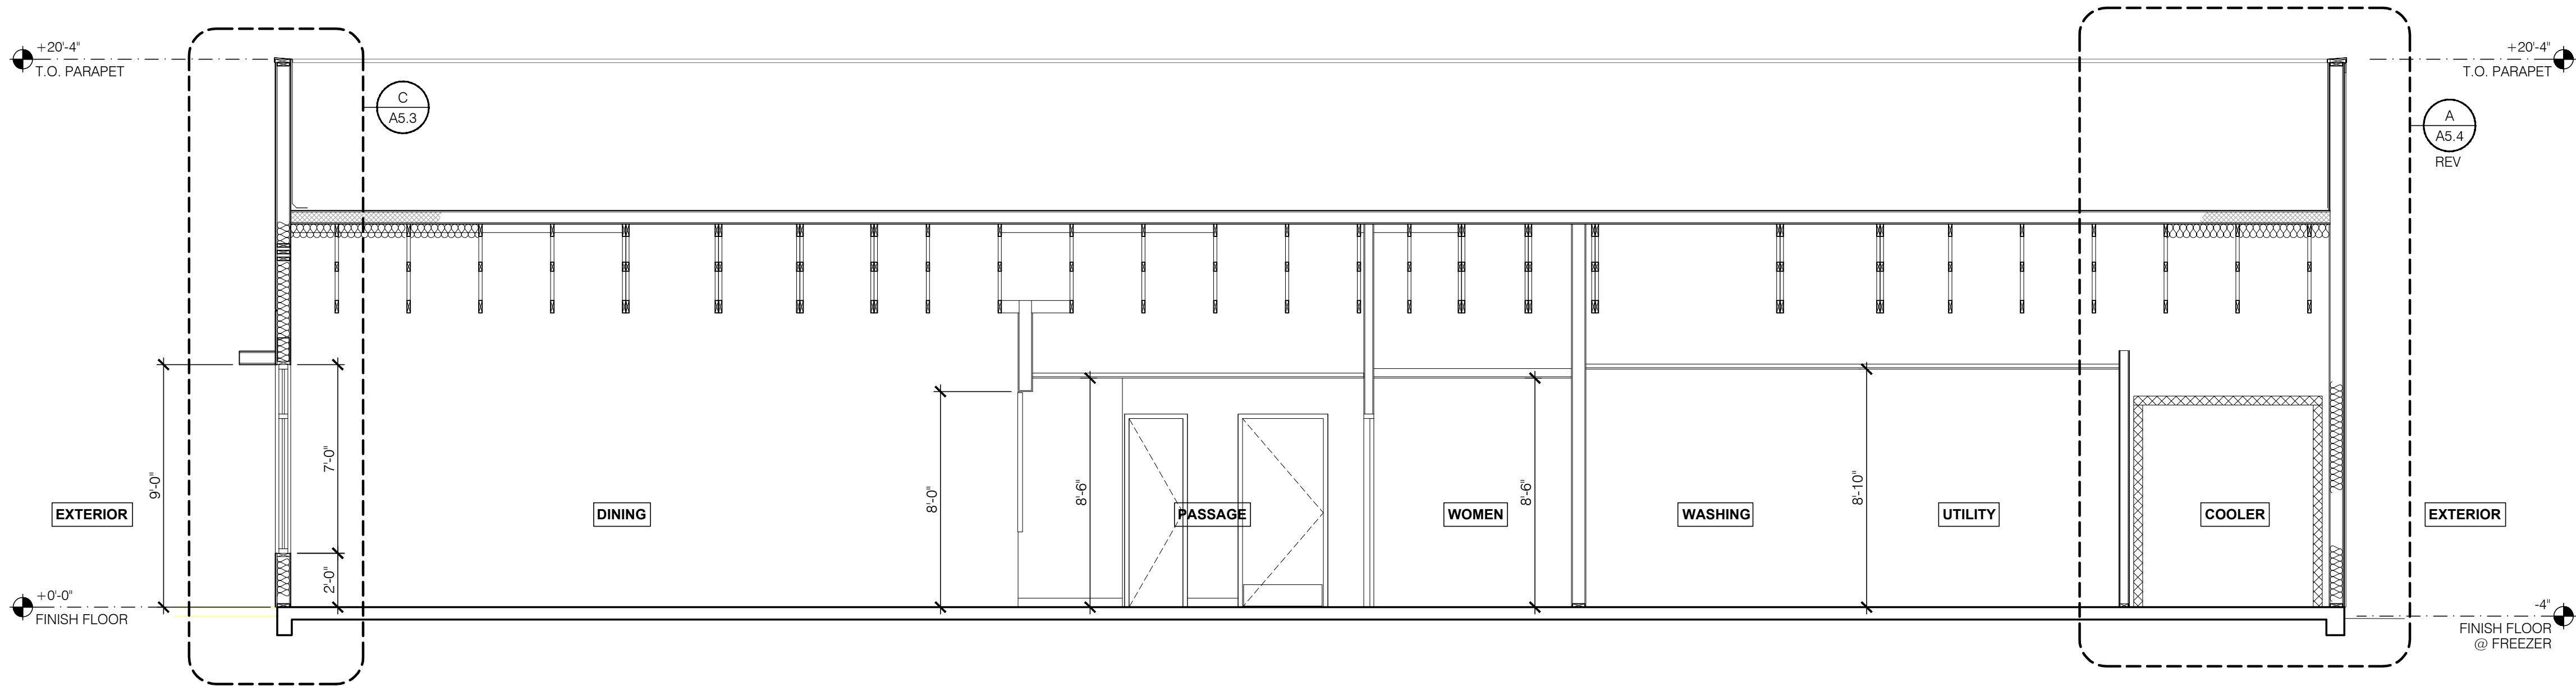 +20'-4"
T.O. PARAPET
C
A5.3
+20'-4"
T.O. PARAPET
A
A5.4
REV
9'-0"
7'-0"
2'-0"
8'-0"
8'-6"
8'-6"
8'-10"
EXTERIOR
DINING
PASSAGE
WOMEN
WASHING
UTILITY
COOLER
EXTERIOR
+0'-0"
FINISH FLOOR
-4"
FINISH FLOOR
@ FREEZER